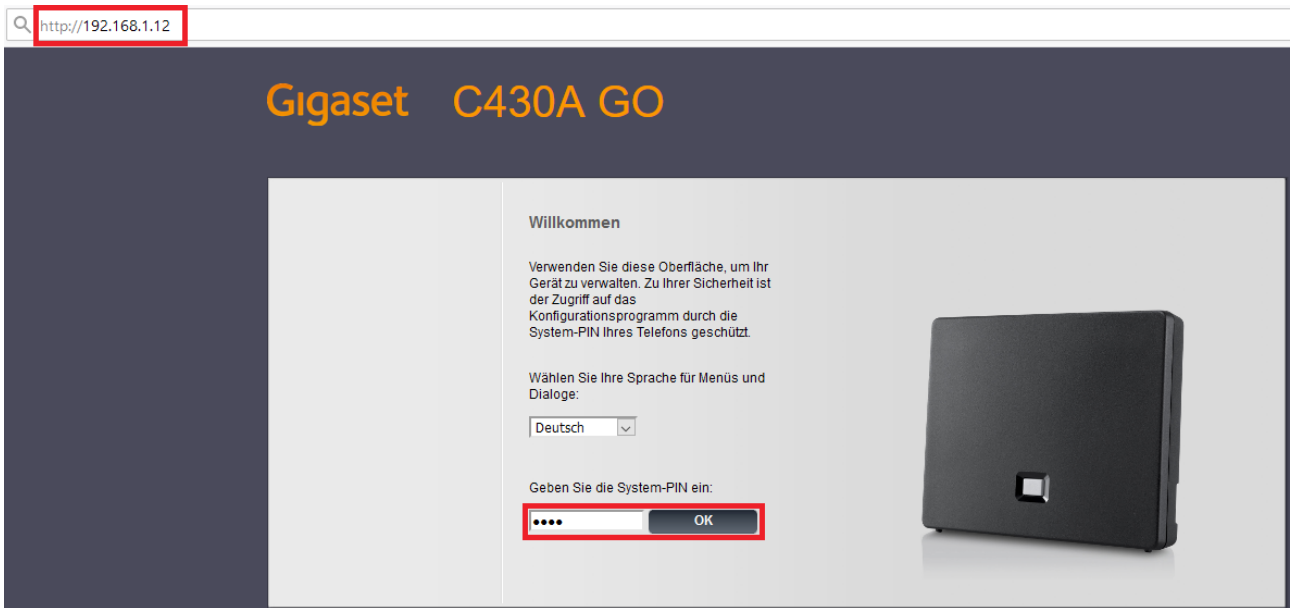 http://192.168.1.12
Gigaset C430A GO
Willkommen
Verwenden Sie diese Oberfläche, um Ihr
Gerät zu verwalten. Zu Ihrer Sicherheit ist
der Zugriff auf das
Konfigurationsprogramm durch die
System-PIN Ihres Telefons geschützt.
Wählen Sie Ihre Sprache für Menüs und
Dialoge:
Deutsch
Geben Sie die System-PIN ein:
•••• OK